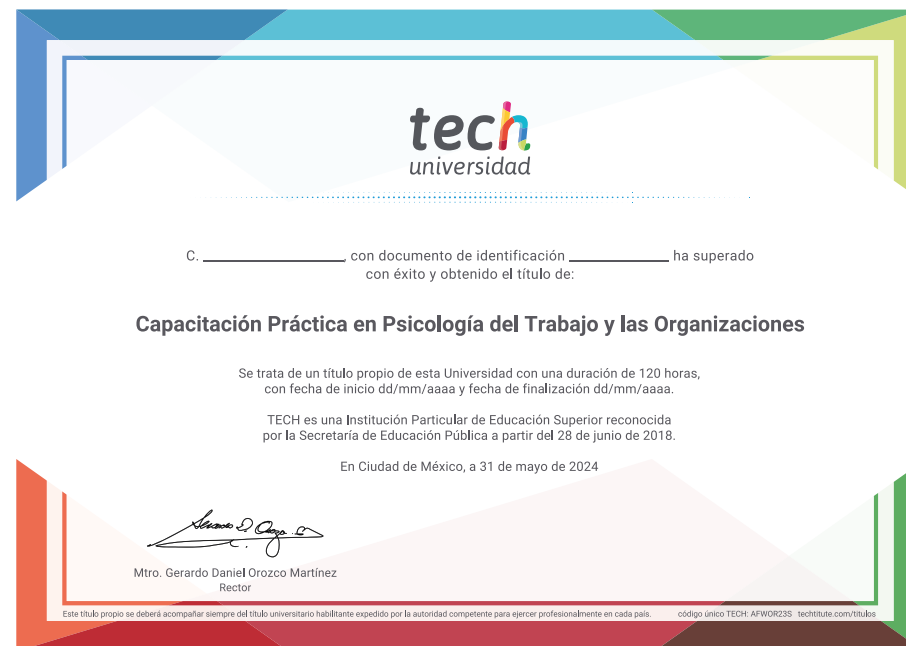 tech
universidad
C. ____________, con documento de identificación ____________ ha superado
con éxito y obtenido el título de:
Capacitación Práctica en Psicología del Trabajo y las Organizaciones
Se trata de un título propio de esta Universidad con una duración de 120 horas,
con fecha de inicio dd/mm/aaaa y fecha de finalización dd/mm/aaaa.
TECH es una Institución Particular de Educación Superior reconocida
por la Secretaría de Educación Pública a partir del 28 de junio de 2018.
En Ciudad de México, a 31 de mayo de 2024
Mtro. Gerardo Daniel Orozco Martínez
Rector
Este título propio se deberá acompañar siempre del título universitario habilitante expedido por la autoridad competente para ejercer profesionalmente en cada país. código único TECH: AFWOR23S techtitute.com/titulos